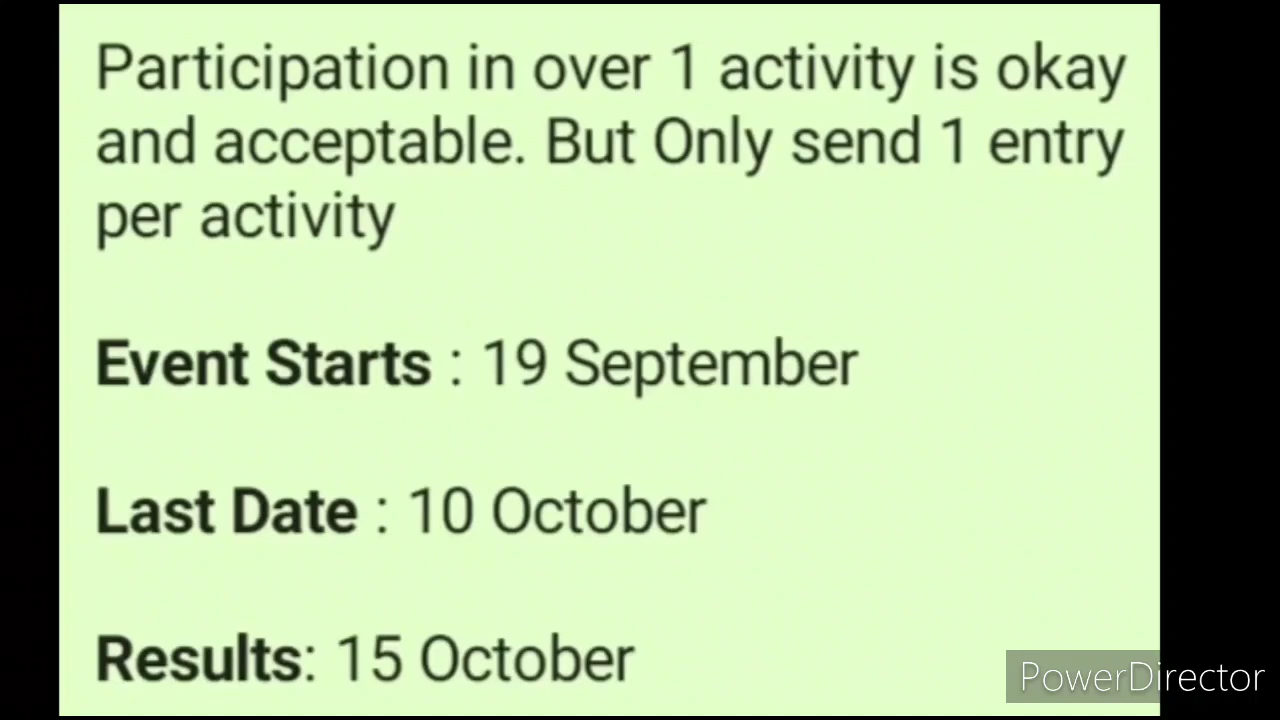 Participation in over 1 activity is okay
and acceptable. But Only send 1 entry
per activity
Event Starts : 19 September
Last Date : 10 October
Results: 15 October
PowerDirector